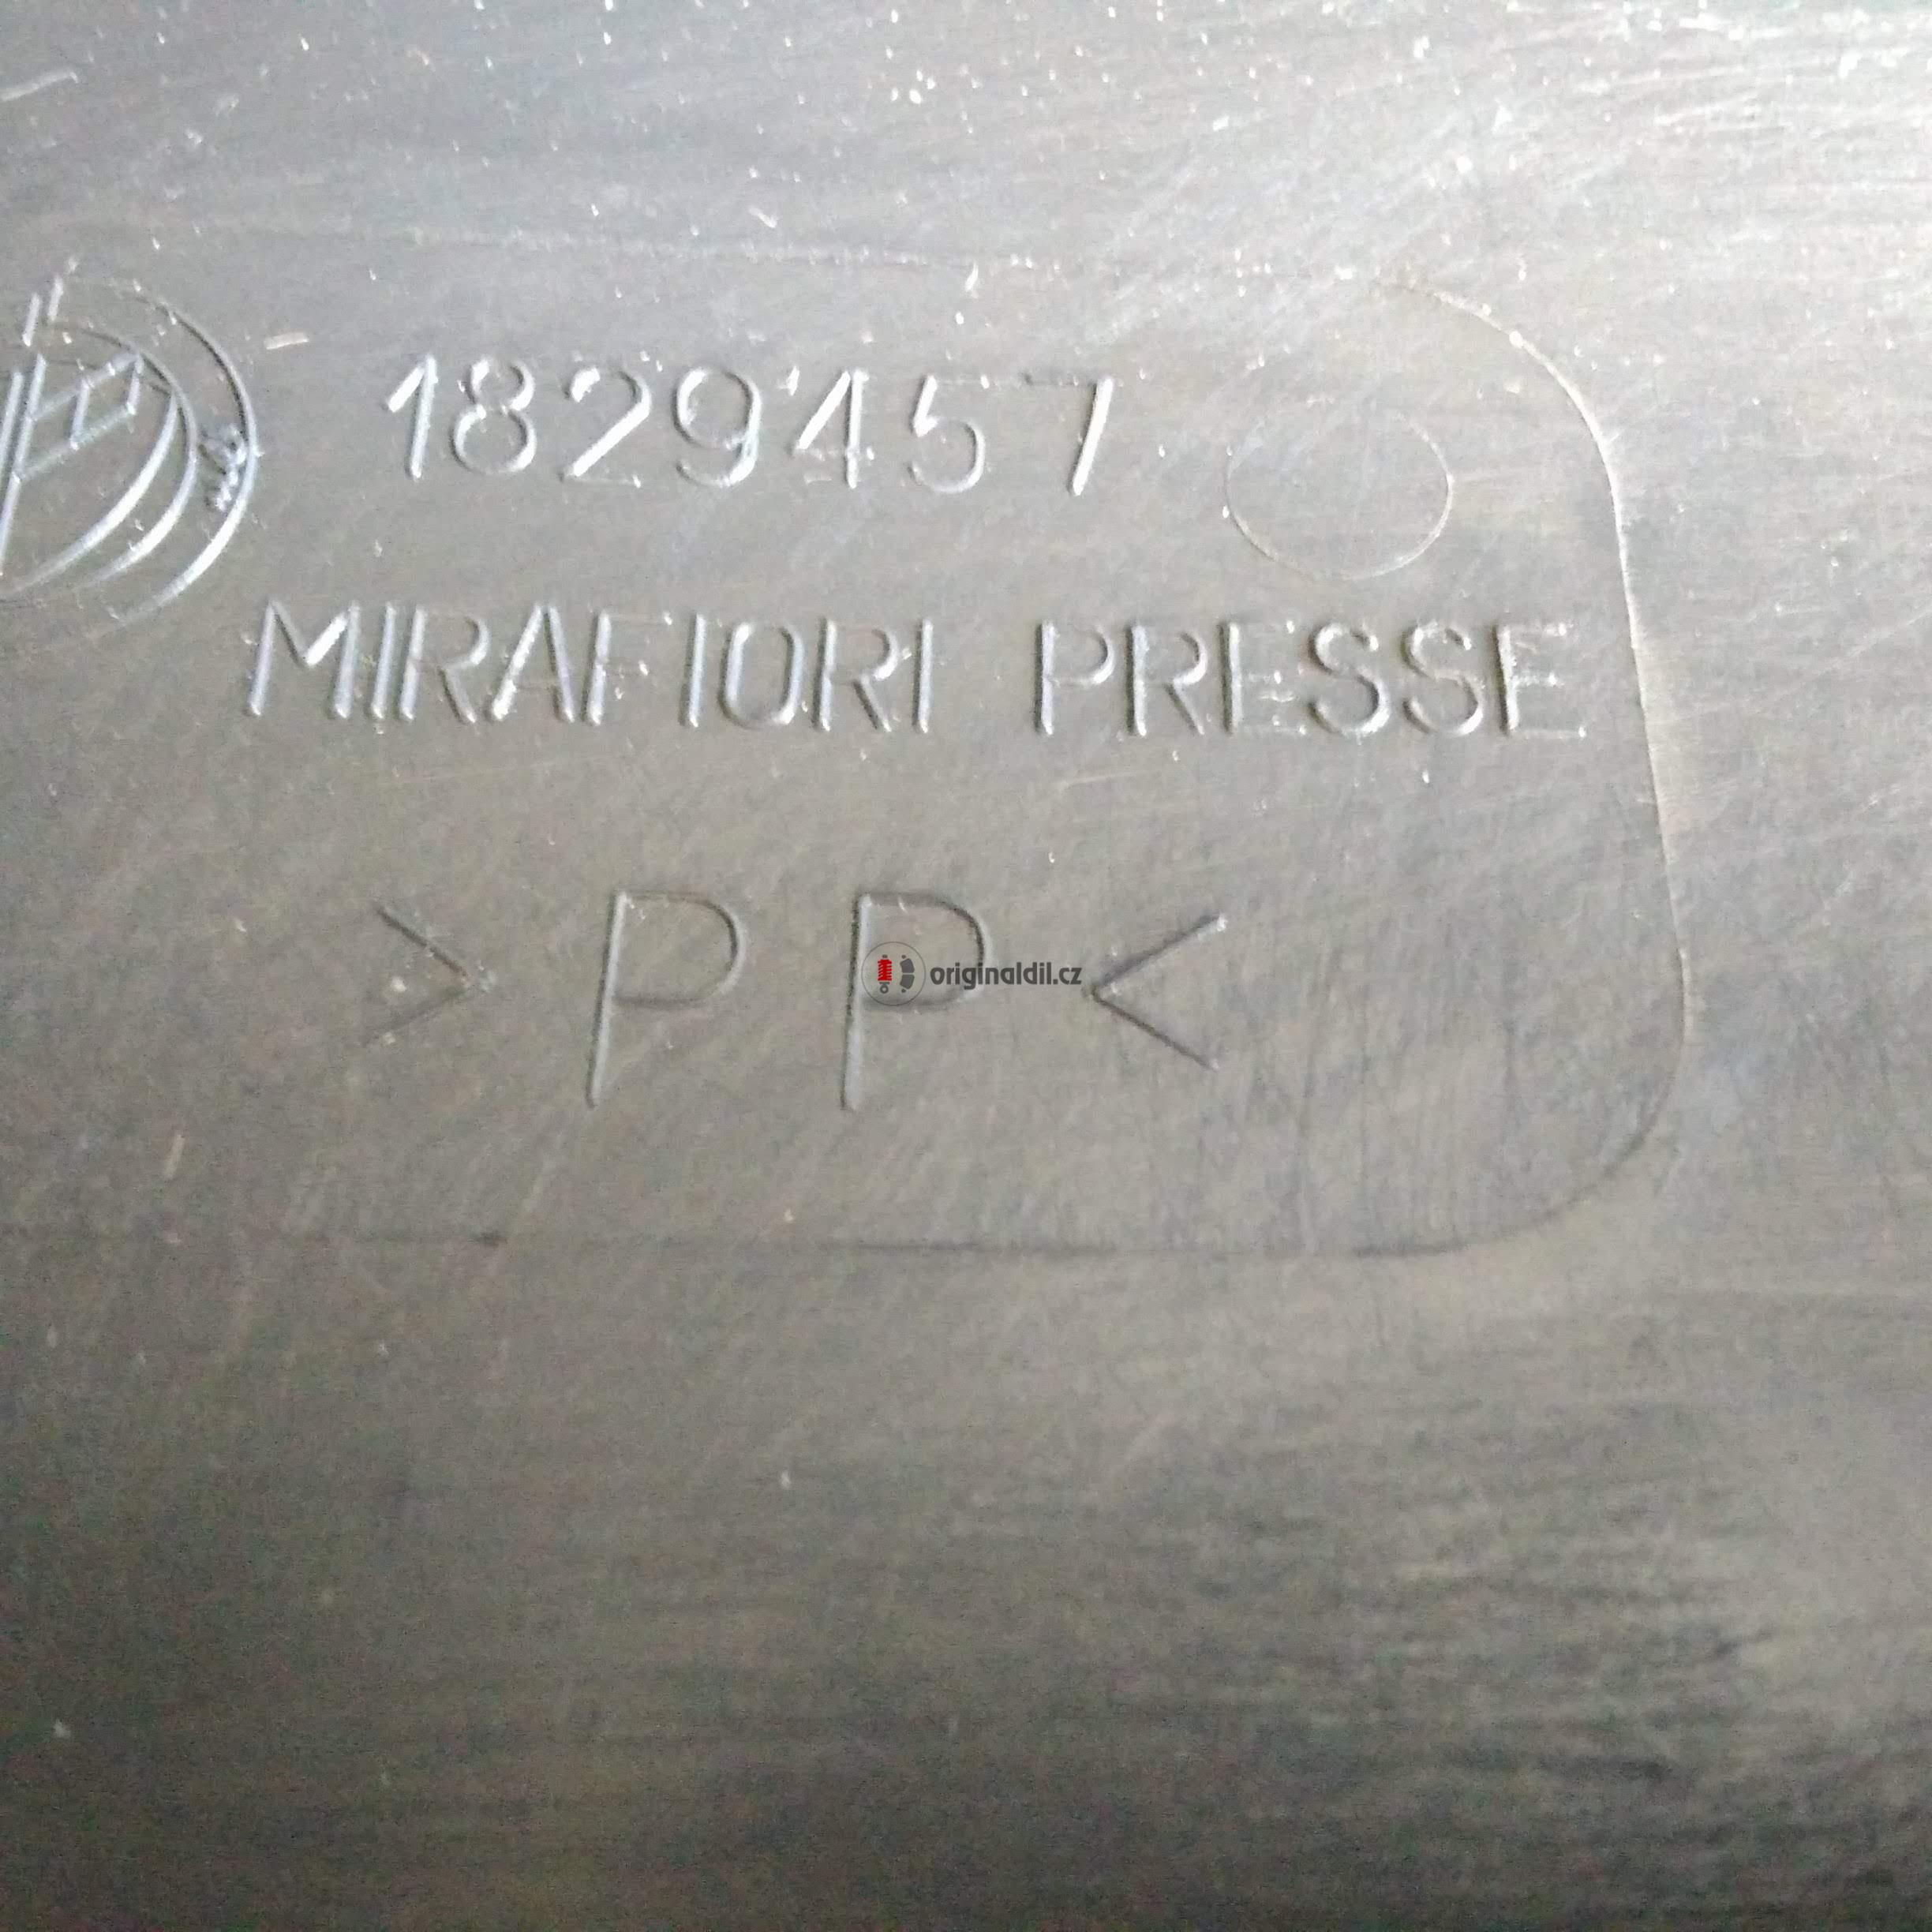 1829457
MIRAFIORI PRESSE
>PP<
originaldil.cz